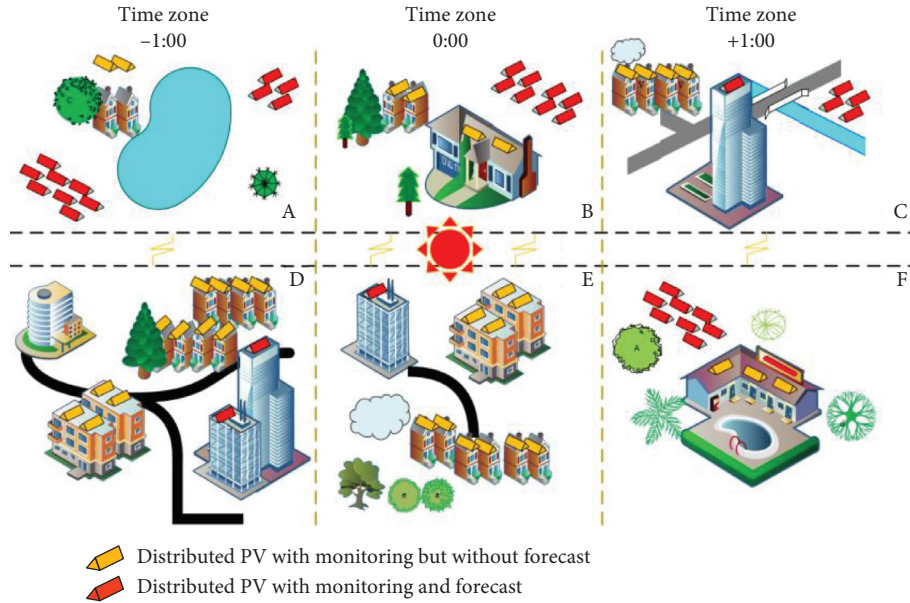 Time zone
−1:00
Time zone
0:00
Time zone
+1:00
A
B
C
D
E
F
A
Distributed PV with monitoring but without forecast
Distributed PV with monitoring and forecast